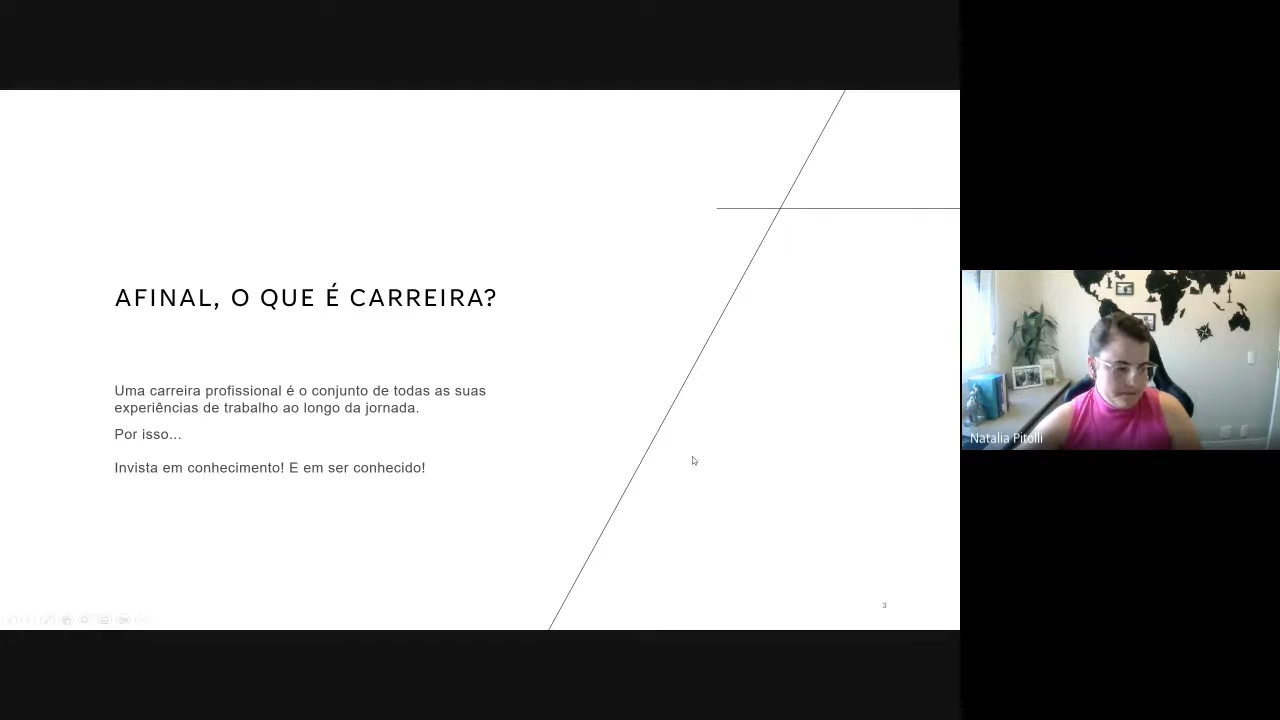 AFINAL, O QUE É CARREIRA?
Uma carreira profissional é o conjunto de todas as suas
experiências de trabalho ao longo da jornada.
Por isso...
Invista em conhecimento! E em ser conhecido!
3
Natalia Pitolli